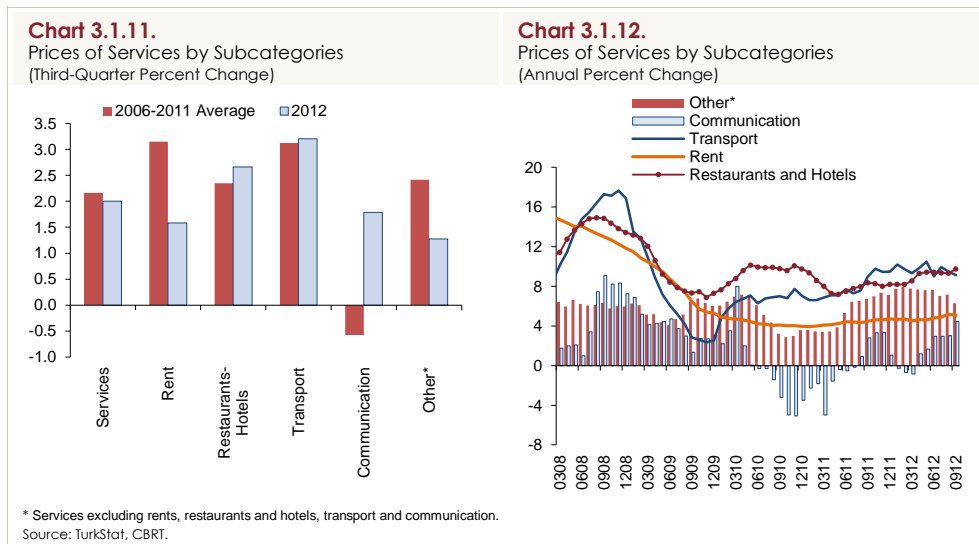 Chart 3.1.11.
Prices of Services by Subcategories
(Third-Quarter Percent Change)
2006-2011 Average
2012
3.5
3.0
2.5
2.0
1.5
1.0
0.5
0.0
-0.5
-1.0
Services
Rent
Restaurants-
Hotels
Transport
Communication
Other*
Chart 3.1.12.
Prices of Services by Subcategories
(Annual Percent Change)
Other*
Communication
Transport
Rent
Restaurants and Hotels
20
16
12
8
4
0
-4
-8
0308
0608
0908
1208
0309
0609
0909
1209
0310
0610
0910
1210
0311
0611
0911
1211
0312
0612
0912
* Services excluding rents, restaurants and hotels, transport and communication.
Source: TurkStat, CBRT.